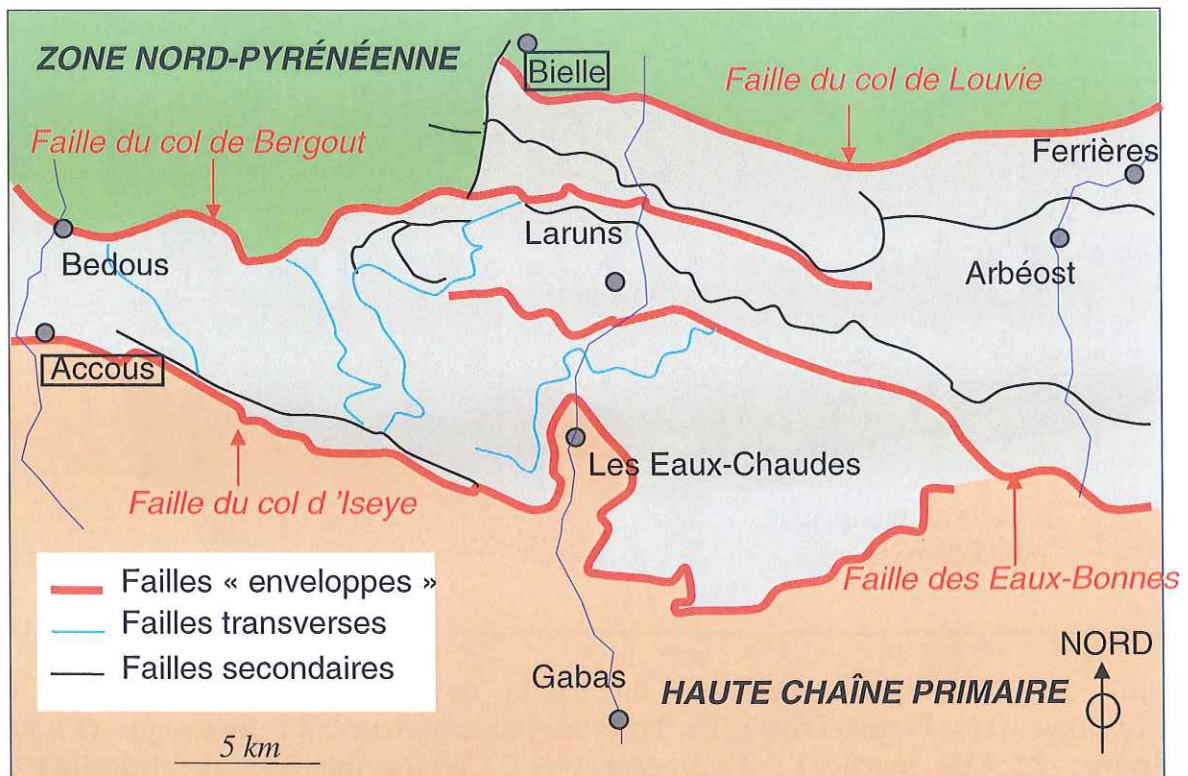 ZONE NORD-PYRÉNÉENNE
Bielle
Faille du col de Louvie
Faille du col de Bergout
Ferrières
Laruns
Bedous
Arbéost
Accous
Les Eaux-Chaudes
Faille du col d 'Iseye
Faille des Eaux-Bonnes
Failles « enveloppes »
Failles transverses
Failles secondaires
NORD
Gabas
HAUTE CHAÎNE PRIMAIRE
5 km